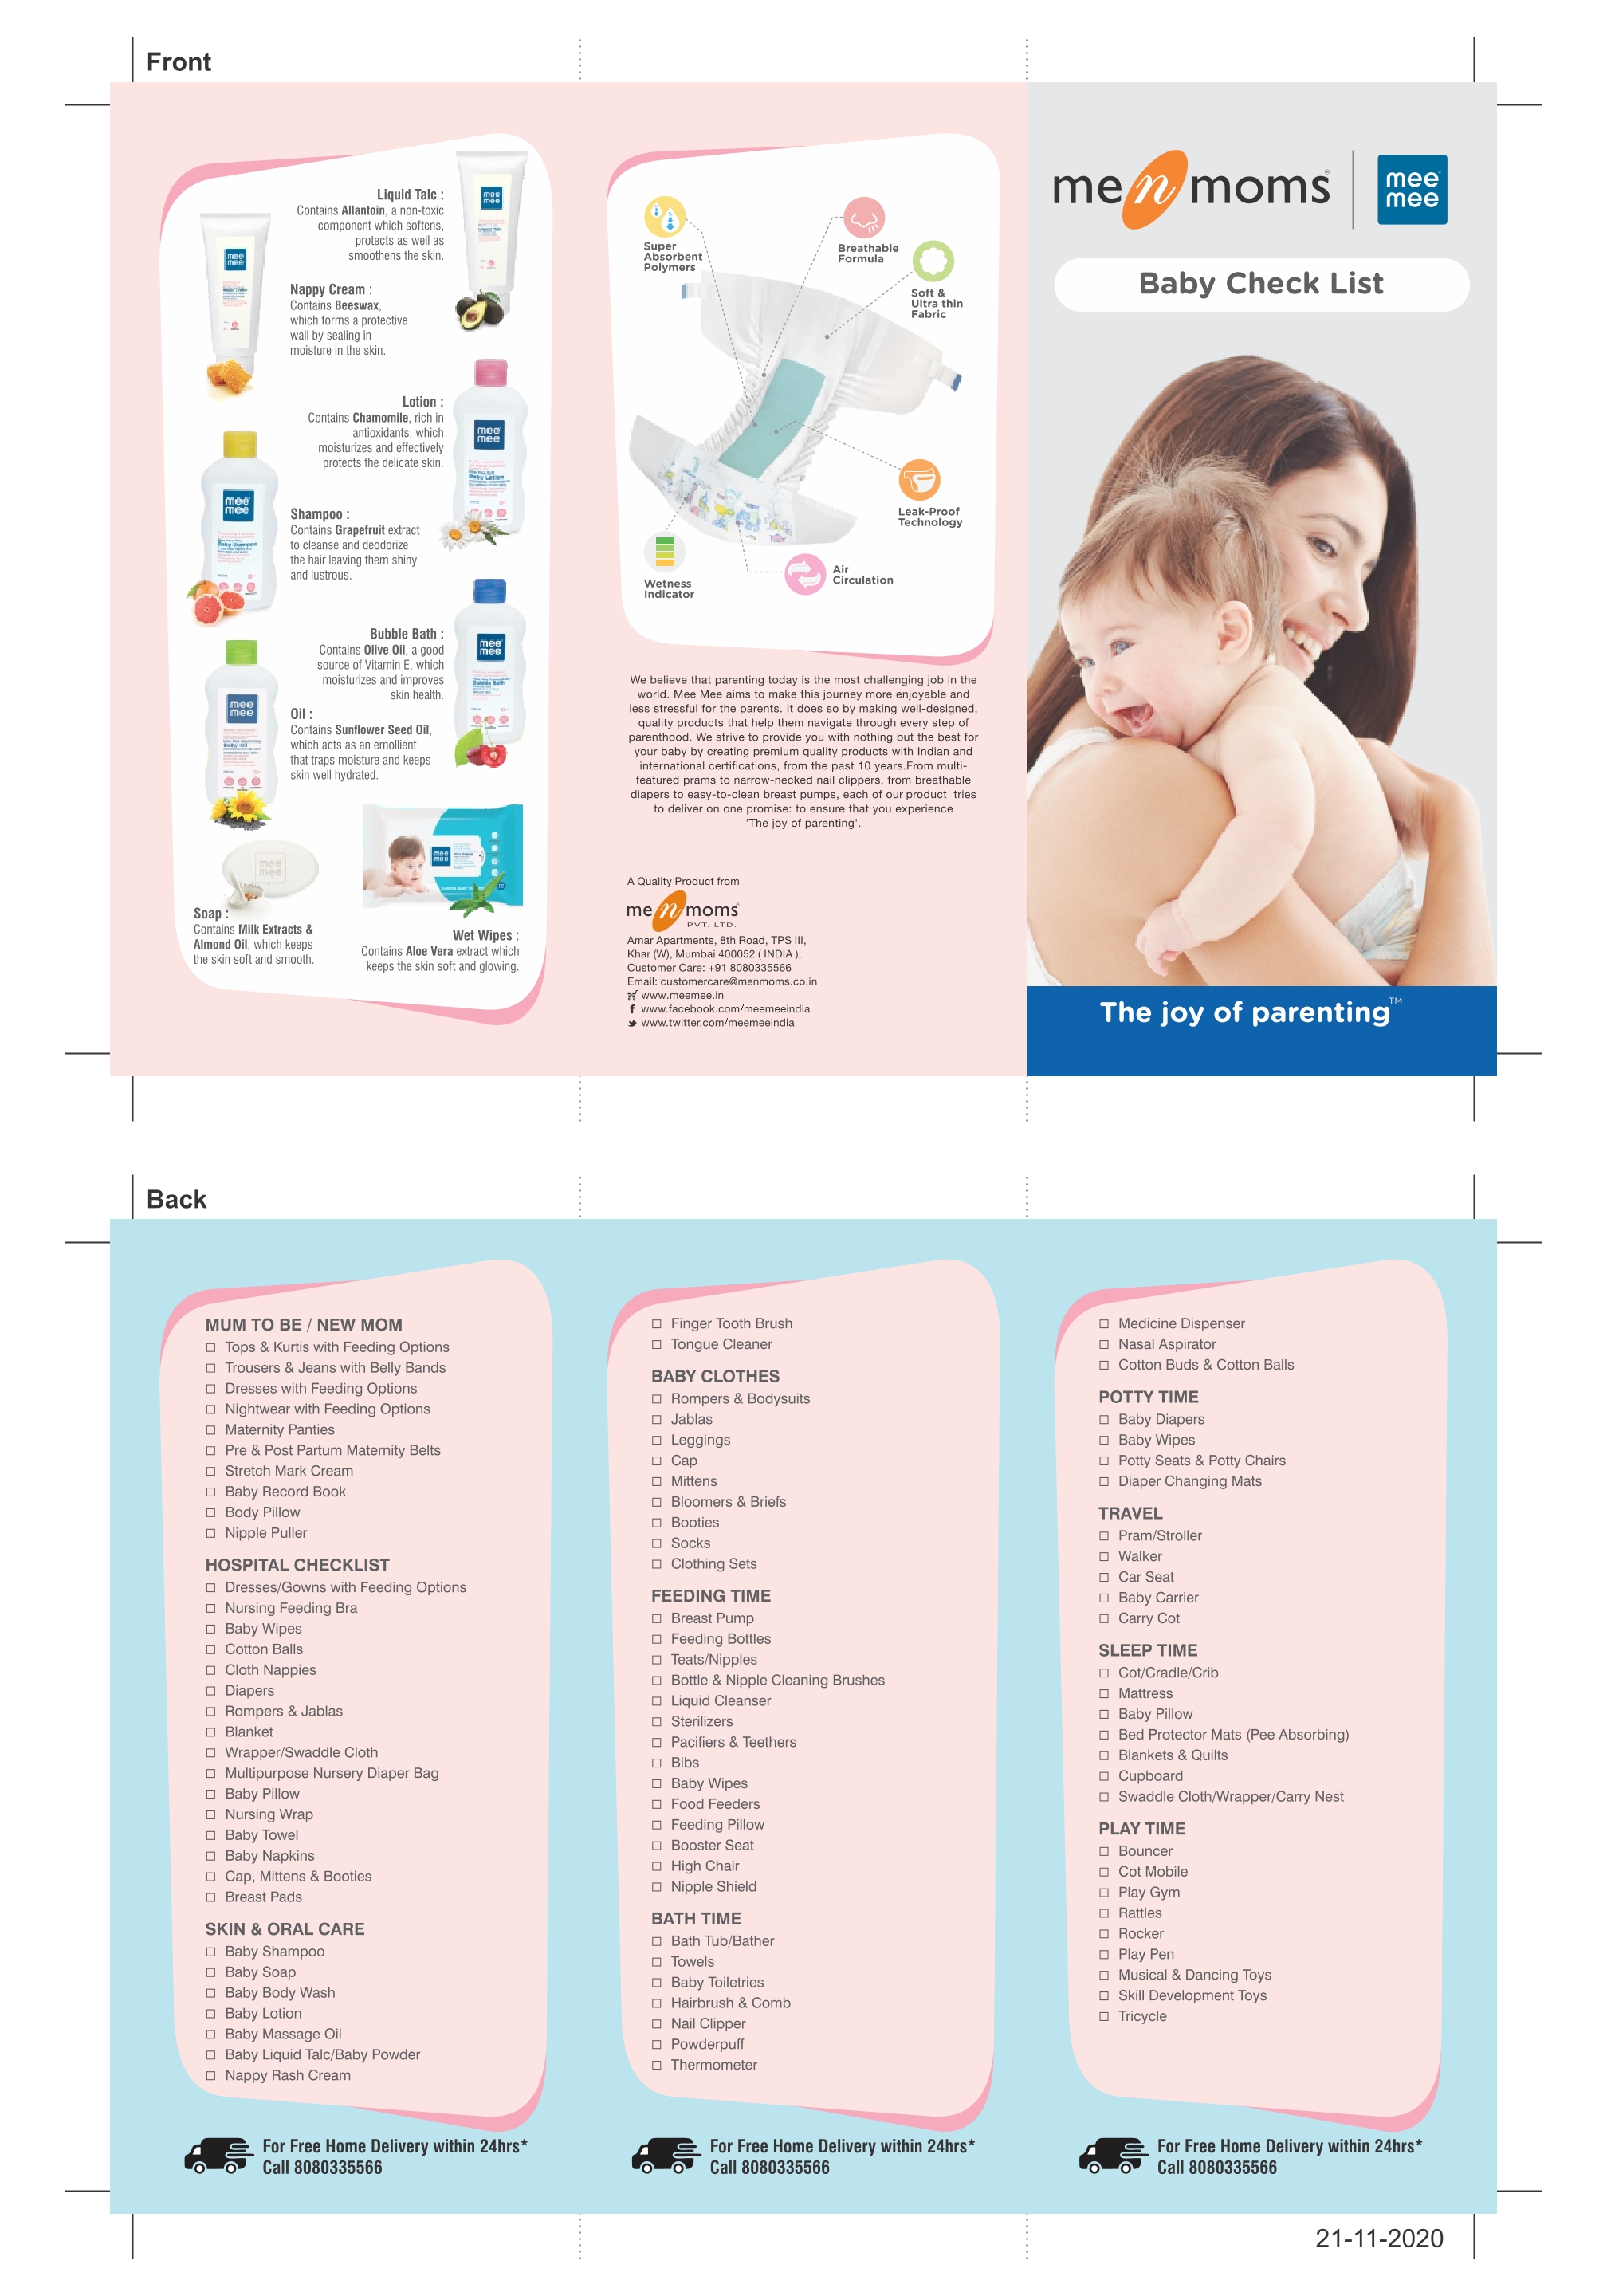 Front
Liquid Talc :
Contains Allantoin, a non-toxic
component which softens,
protects as well as
smoothens the skin.
Nappy Cream :
Contains Beeswax,
which forms a protective
wall by sealing in
moisture in the skin.
Lotion :
Contains Chamomile, rich in
antioxidants, which
moisturizes and effectively
protects the delicate skin.
Shampoo :
Contains Grapefruit extract
to cleanse and deodorize
the hair leaving them shiny
and lustrous.
Bubble Bath :
Contains Olive Oil, a good
source of Vitamin E, which
moisturizes and improves
skin health.
Oil :
Contains Sunflower Seed Oil,
which acts as an emollient
that traps moisture and keeps
skin well hydrated.
Soap :
Contains Milk Extracts &
Almond Oil, which keeps
the skin soft and smooth.
Wet Wipes :
Contains Aloe Vera extract which
keeps the skin soft and glowing.
mee
mee
mee
mee
mee
mee
Baby Lotion
mee
mee
Baby Shampoo
mee
mee
Bubble Bath
mee
mee
Baby Oil
mee
mee
mee
mee
Super
Absorbent
Polymers
Breathable
Formula
Soft &
Ultra thin
Fabric
Leak-Proof
Technology
Air
Circulation
Wetness
Indicator
We believe that parenting today is the most challenging job in the
world. Mee Mee aims to make this journey more enjoyable and
less stressful for the parents. It does so by making well-designed,
quality products that help them navigate through every step of
parenthood. We strive to provide you with nothing but the best for
your baby by creating premium quality products with Indian and
international certifications, from the past 10 years.From multi-
featured prams to narrow-necked nail clippers, from breathable
diapers to easy-to-clean breast pumps, each of our product  tries
to deliver on one promise: to ensure that you experience
'The joy of parenting'.
A Quality Product from
me n moms®
PVT. LTD.
Amar Apartments, 8th Road, TPS III,
Khar (W), Mumbai 400052 ( INDIA ),
Customer Care: +91 8080335566
Email: customercare@menmoms.co.in
www.meemee.in
www.facebook.com/meemeeindia
www.twitter.com/meemeeindia
me n moms®
mee®
mee
Baby Check List
The joy of parenting™
Back
MUM TO BE / NEW MOM
☐ Tops & Kurtis with Feeding Options
☐ Trousers & Jeans with Belly Bands
☐ Dresses with Feeding Options
☐ Nightwear with Feeding Options
☐ Maternity Panties
☐ Pre & Post Partum Maternity Belts
☐ Stretch Mark Cream
☐ Baby Record Book
☐ Body Pillow
☐ Nipple Puller
HOSPITAL CHECKLIST
☐ Dresses/Gowns with Feeding Options
☐ Nursing Feeding Bra
☐ Baby Wipes
☐ Cotton Balls
☐ Cloth Nappies
☐ Diapers
☐ Rompers & Jablas
☐ Blanket
☐ Wrapper/Swaddle Cloth
☐ Multipurpose Nursery Diaper Bag
☐ Baby Pillow
☐ Nursing Wrap
☐ Baby Towel
☐ Baby Napkins
☐ Cap, Mittens & Booties
☐ Breast Pads
SKIN & ORAL CARE
☐ Baby Shampoo
☐ Baby Soap
☐ Baby Body Wash
☐ Baby Lotion
☐ Baby Massage Oil
☐ Baby Liquid Talc/Baby Powder
☐ Nappy Rash Cream
For Free Home Delivery within 24hrs*
Call 8080335566
☐ Finger Tooth Brush
☐ Tongue Cleaner
BABY CLOTHES
☐ Rompers & Bodysuits
☐ Jablas
☐ Leggings
☐ Cap
☐ Mittens
☐ Bloomers & Briefs
☐ Booties
☐ Socks
☐ Clothing Sets
FEEDING TIME
☐ Breast Pump
☐ Feeding Bottles
☐ Teats/Nipples
☐ Bottle & Nipple Cleaning Brushes
☐ Liquid Cleanser
☐ Sterilizers
☐ Pacifiers & Teethers
☐ Bibs
☐ Baby Wipes
☐ Food Feeders
☐ Feeding Pillow
☐ Booster Seat
☐ High Chair
☐ Nipple Shield
BATH TIME
☐ Bath Tub/Bather
☐ Towels
☐ Baby Toiletries
☐ Hairbrush & Comb
☐ Nail Clipper
☐ Powderpuff
☐ Thermometer
For Free Home Delivery within 24hrs*
Call 8080335566
☐ Medicine Dispenser
☐ Nasal Aspirator
☐ Cotton Buds & Cotton Balls
POTTY TIME
☐ Baby Diapers
☐ Baby Wipes
☐ Potty Seats & Potty Chairs
☐ Diaper Changing Mats
TRAVEL
☐ Pram/Stroller
☐ Walker
☐ Car Seat
☐ Baby Carrier
☐ Carry Cot
SLEEP TIME
☐ Cot/Cradle/Crib
☐ Mattress
☐ Baby Pillow
☐ Bed Protector Mats (Pee Absorbing)
☐ Blankets & Quilts
☐ Cupboard
☐ Swaddle Cloth/Wrapper/Carry Nest
PLAY TIME
☐ Bouncer
☐ Cot Mobile
☐ Play Gym
☐ Rattles
☐ Rocker
☐ Play Pen
☐ Musical & Dancing Toys
☐ Skill Development Toys
☐ Tricycle
For Free Home Delivery within 24hrs*
Call 8080335566
21-11-2020